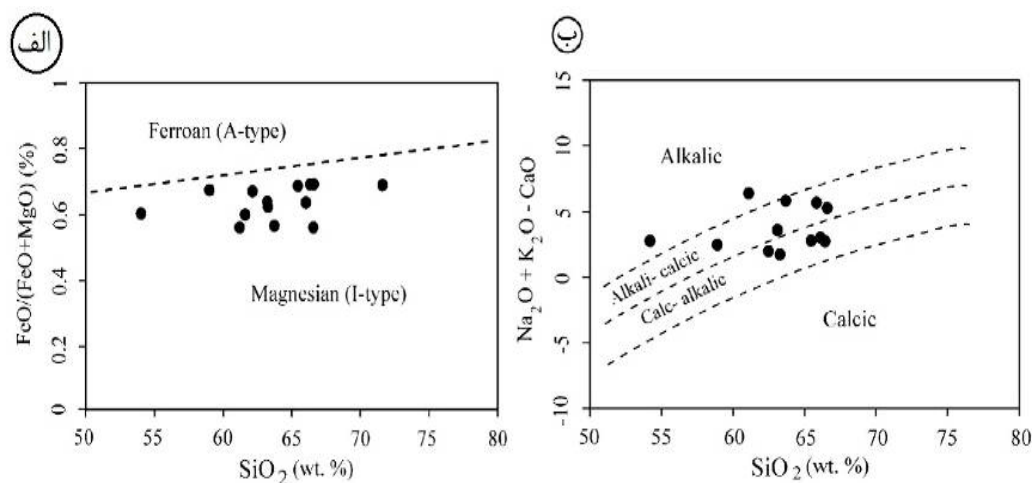 الف
FeO/(FeO+MgO) (%)
1
0.8
0.6
0.4
0.2
0
Ferroan (A-type)
Magnesian (I-type)
50 55 60 65 70 75 80
SiO₂ (wt. %)
ب
Na₂O + K₂O - CaO
15
10
5
0
-5
-10
Alkalic
Alkali- calcic
Calc- alkalic
Calcic
50 55 60 65 70 75 80
SiO₂ (wt. %)